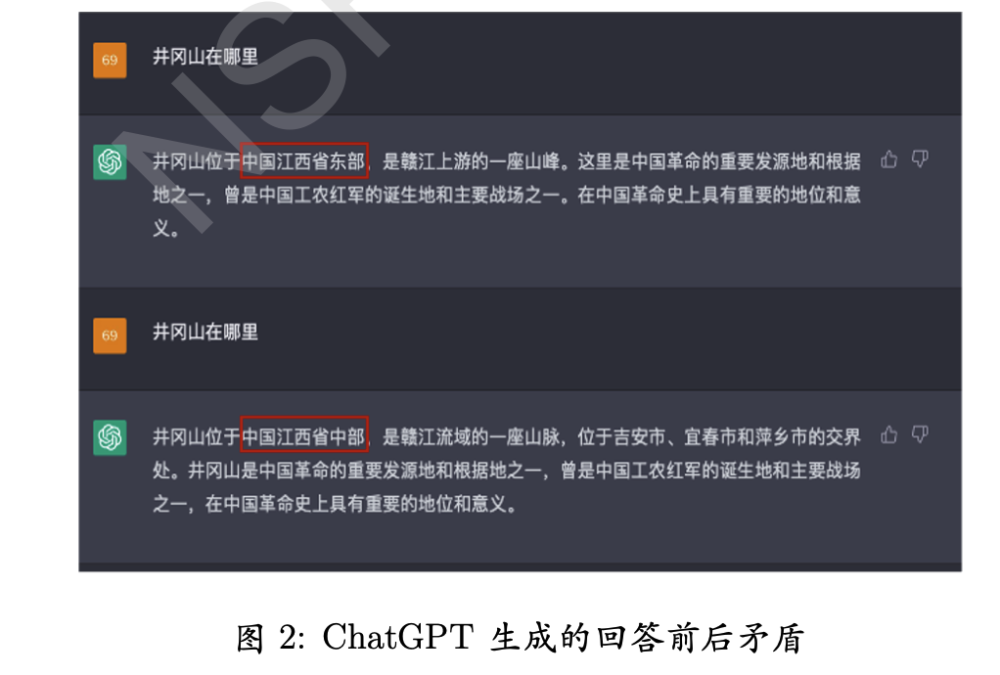 NSF
69
井冈山在哪里
井冈山位于中国江西省东部，是赣江上游的一座山峰。这里是中国革命的重要发源地和根据
地之一，曾是中国工农红军的诞生地和主要战场之一。在中国革命史上具有重要的地位和意
义。
69
井冈山在哪里
井冈山位于中国江西省中部，是赣江流域的一座山脉，位于吉安市、宜春市和萍乡市的交界
处。井冈山是中国革命的重要发源地和根据地之一，曾是中国工农红军的诞生地和主要战场
之一，在中国革命史上具有重要的地位和意义。
图 2: ChatGPT 生成的回答前后矛盾